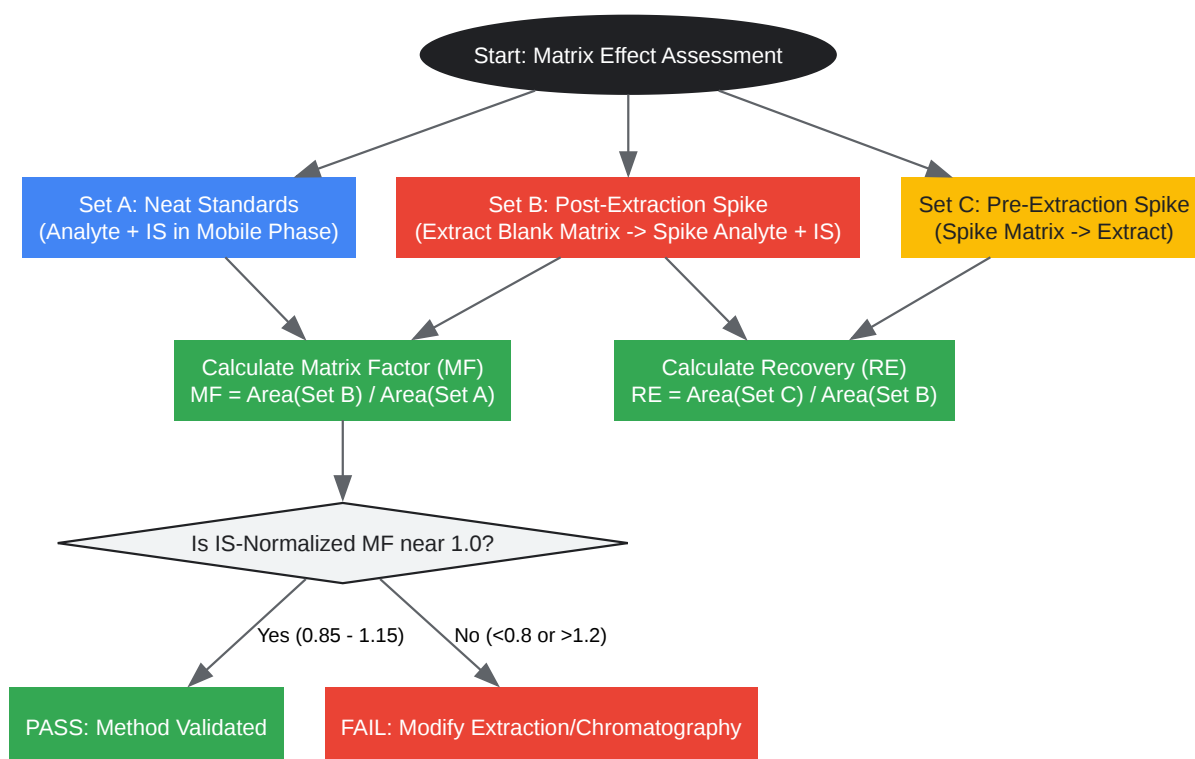 Start: Matrix Effect Assessment
Set A: Neat Standards
(Analyte + IS in Mobile Phase)
Set B: Post-Extraction Spike
(Extract Blank Matrix -> Spike Analyte + IS)
Set C: Pre-Extraction Spike
(Spike Matrix -> Extract)
Calculate Matrix Factor (MF)
MF = Area(Set B) / Area(Set A)
Calculate Recovery (RE)
RE = Area(Set C) / Area(Set B)
Is IS-Normalized MF near 1.0?
Yes (0.85 - 1.15)
No (<0.8 or >1.2)
PASS: Method Validated
FAIL: Modify Extraction/Chromatography